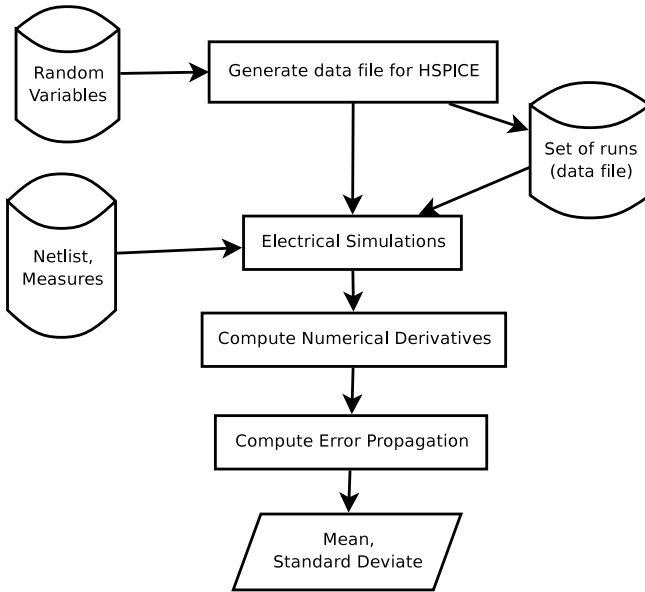 Random
Variables
Generate data file for HSPICE
Set of runs
(data file)
Netlist,
Measures
Electrical Simulations
Compute Numerical Derivatives
Compute Error Propagation
Mean,
Standard Deviate